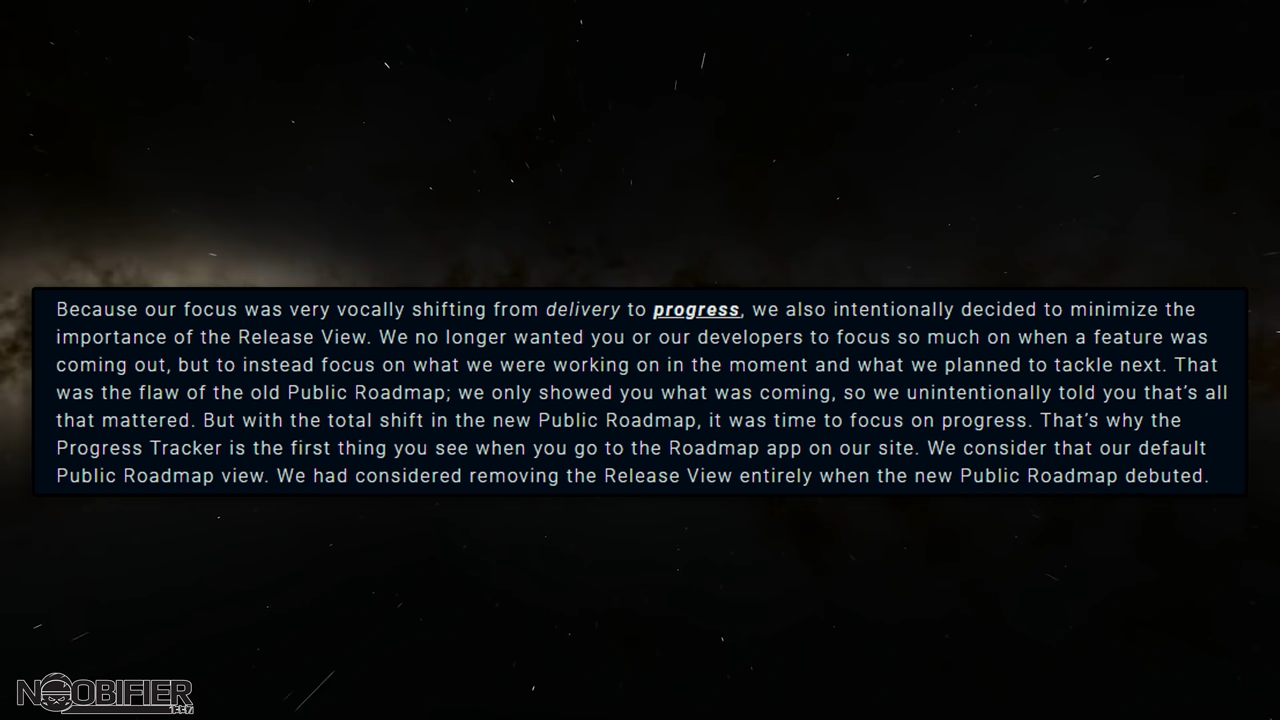 Because our focus was very vocally shifting from delivery to progress, we also intentionally decided to minimize the
importance of the Release View. We no longer wanted you or our developers to focus so much on when a feature was
coming out, but to instead focus on what we were working on in the moment and what we planned to tackle next. That
was the flaw of the old Public Roadmap; we only showed you what was coming, so we unintentionally told you that’s all
that mattered. But with the total shift in the new Public Roadmap, it was time to focus on progress. That’s why the
Progress Tracker is the first thing you see when you go to the Roadmap app on our site. We consider that our default
Public Roadmap view. We had considered removing the Release View entirely when the new Public Roadmap debuted.
NOOBIFIER